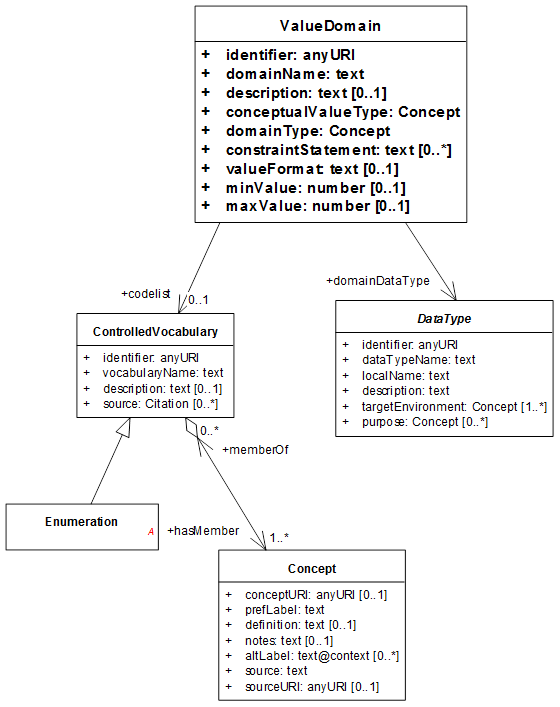 ValueDomain
+ identifier: anyURI
+ domainName: text
+ description: text [0..1]
+ conceptualValueType: Concept
+ domainType: Concept
+ constraintStatement: text [0..*]
+ valueFormat: text [0..1]
+ minValue: number [0..1]
+ maxValue: number [0..1]
+codelist
0..1
+domainDataType
ControlledVocabulary
+ identifier: anyURI
+ vocabularyName: text
+ description: text [0..1]
+ source: Citation [0..*]
DataType
+ identifier: anyURI
+ dataTypeName: text
+ localName: text
+ description: text
+ targetEnvironment: Concept [1..*]
+ purpose: Concept [0..*]
0..*
+memberOf
Enumeration
A
+hasMember
1..*
Concept
+ conceptURI: anyURI [0..1]
+ prefLabel: text
+ definition: text [0..1]
+ notes: text [0..1]
+ altLabel: text@context [0..*]
+ source: text
+ sourceURI: anyURI [0..1]